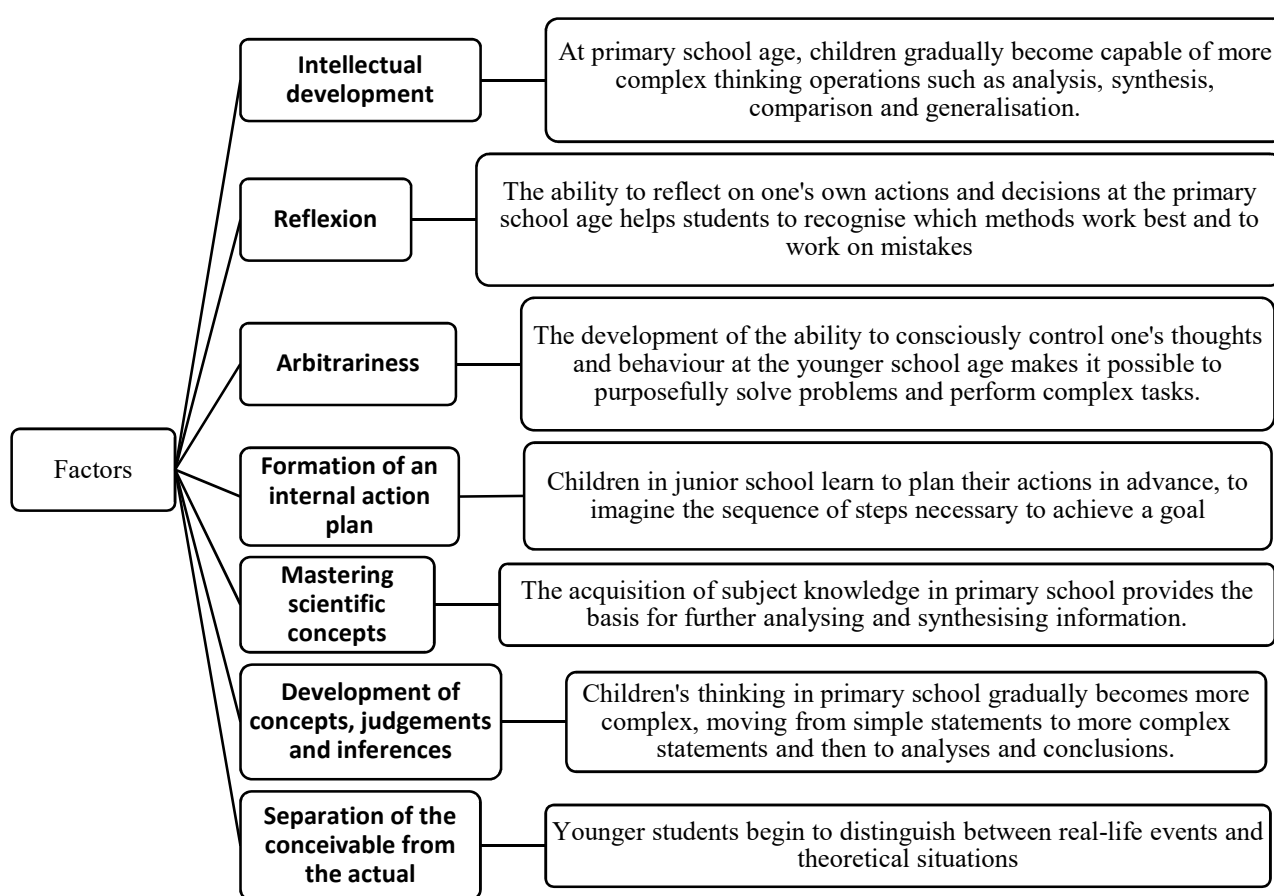 Factors
Intellectual
development
At primary school age, children gradually become capable of more
complex thinking operations such as analysis, synthesis,
comparison and generalisation.
Reflexion
The ability to reflect on one's own actions and decisions at the primary
school age helps students to recognise which methods work best and to
work on mistakes
Arbitrariness
The development of the ability to consciously control one's thoughts
and behaviour at the younger school age makes it possible to
purposefully solve problems and perform complex tasks.
Formation of an
internal action
plan
Children in junior school learn to plan their actions in advance, to
imagine the sequence of steps necessary to achieve a goal
Mastering
scientific
concepts
The acquisition of subject knowledge in primary school provides the
basis for further analysing and synthesising information.
Development of
concepts, judgements
and inferences
Children's thinking in primary school gradually becomes more
complex, moving from simple statements to more complex
statements and then to analyses and conclusions.
Separation of the
conceivable from
the actual
Younger students begin to distinguish between real-life events and
theoretical situations